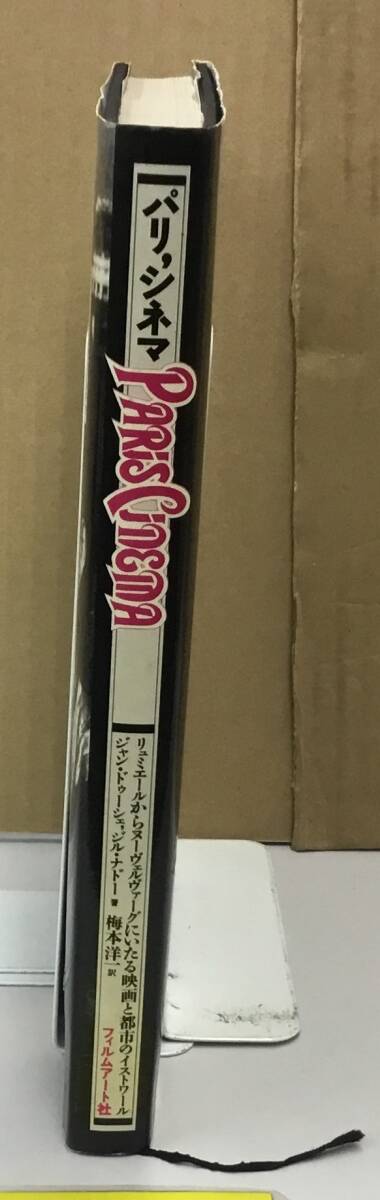 パリ,シネマ
PARIS CINEMA
リュミエールからヌーヴェルヴァーグにいたる映画と都市のイストワール
ジャン・ドゥーシェ,ジル・ナドー 著
梅本洋一 訳
フィルムアート社